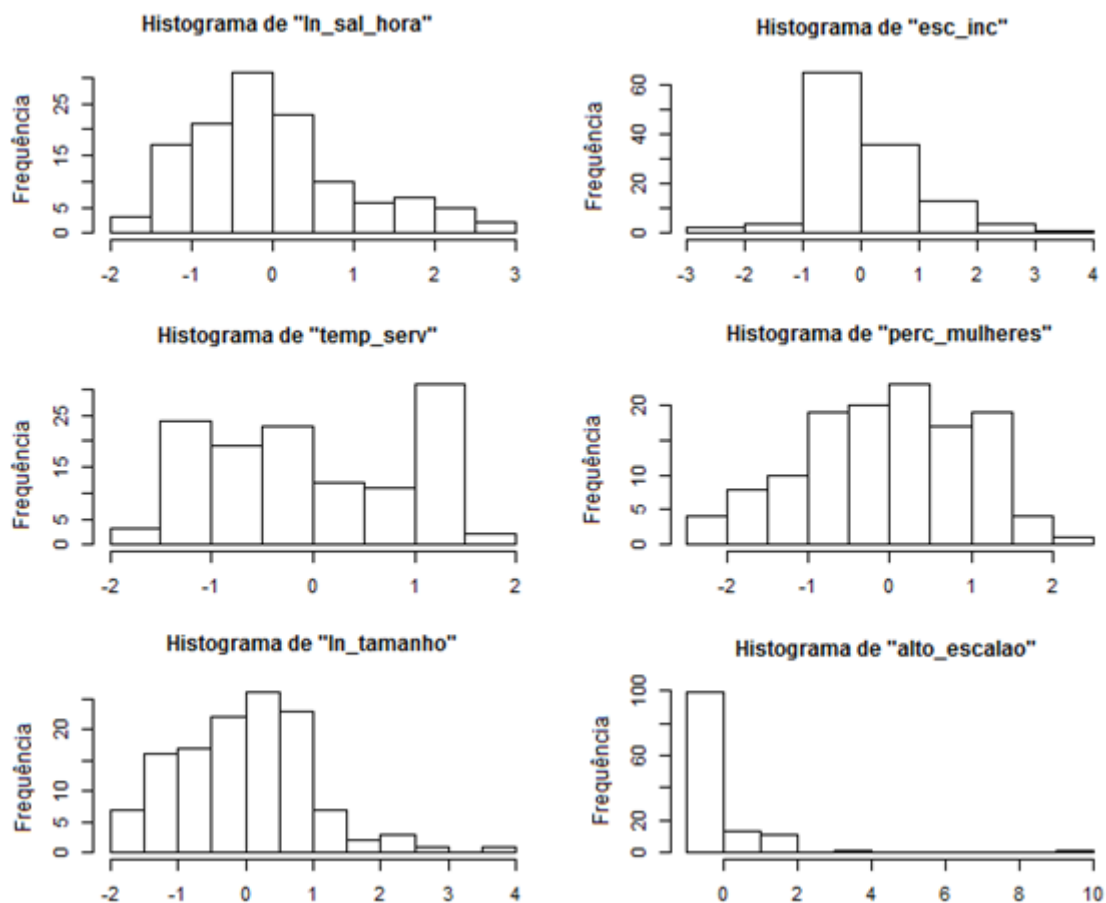 Histograma de "ln_sal_hora"
Frequência
25
15
5
0
-2 -1 0 1 2 3
Histograma de "esc_inc"
Frequência
60
40
20
0
-3 -2 -1 0 1 2 3 4
Histograma de "temp_serv"
Frequência
25
15
5
0
-2 -1 0 1 2
Histograma de "perc_mulheres"
Frequência
20
10
5
0
-2 -1 0 1 2
Histograma de "ln_tamanho"
Frequência
20
10
5
0
-2 -1 0 1 2 3 4
Histograma de "alto_escalao"
Frequência
100
60
20
0
0 2 4 6 8 10